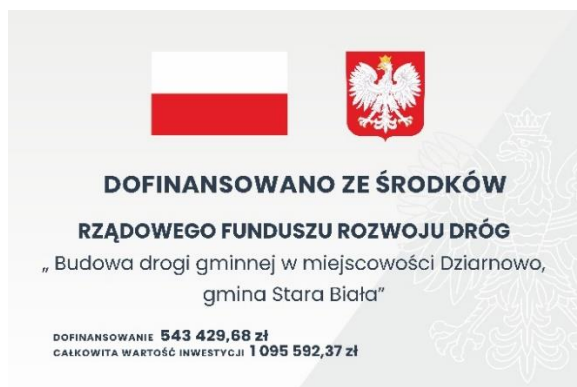 DOFINANSOWANO ZE ŚRODKÓW
RZĄDOWEGO FUNDUSZU ROZWOJU DRÓG
„ Budowa drogi gminnej w miejscowości Dziarnowo,
gmina Stara Biała”
DOFINANSOWANIE 543 429,68 zł
CAŁKOWITA WARTOŚĆ INWESTYCJI 1 095 592,37 zł